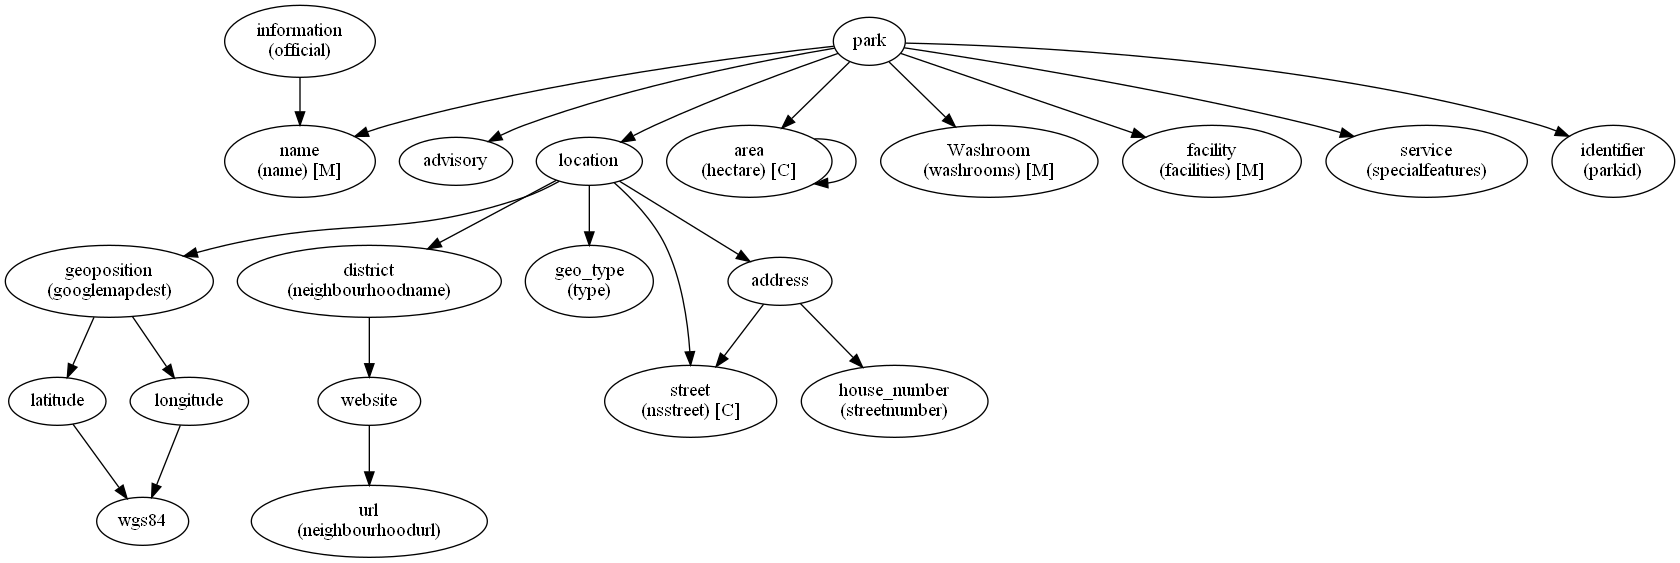 information
(official)
park
name
(name) [M]
advisory
location
area
(hectare) [C]
Washroom
(washrooms) [M]
facility
(facilities) [M]
service
(specialfeatures)
identifier
(parkid)
geoposition
(googlemapdest)
district
(neighbourhoodname)
geo_type
(type)
address
latitude
longitude
website
street
(nsstreet) [C]
house_number
(streetnumber)
wgs84
url
(neighbourhoodurl)